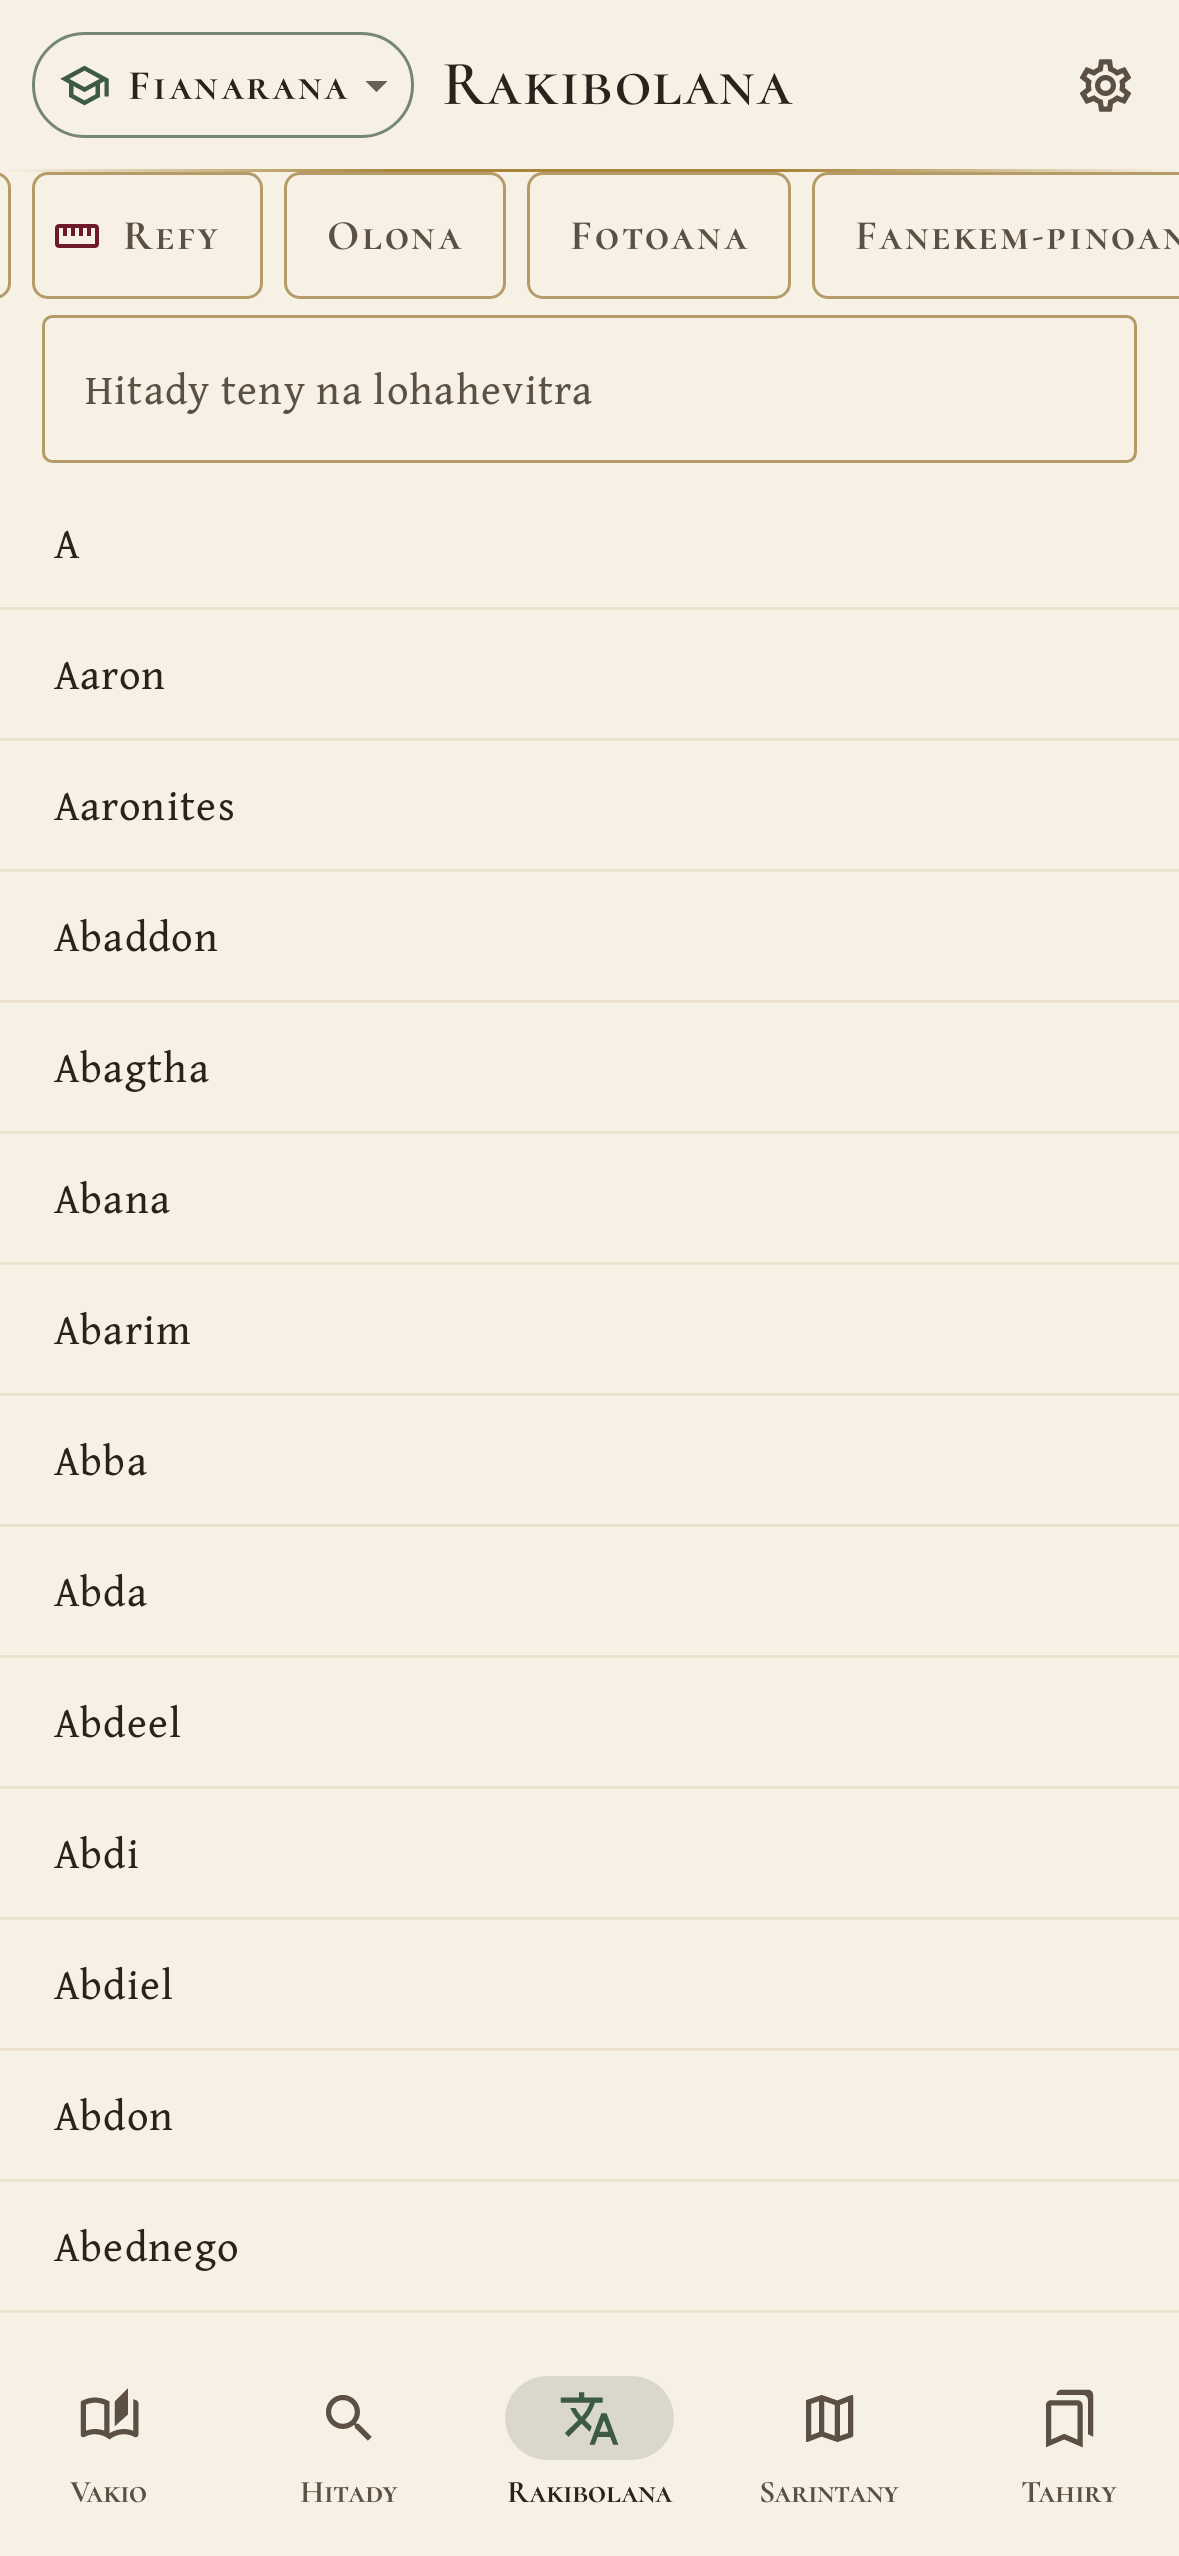 Fianarana
Rakibolana
Refy
Olona
Fotoana
Hitady teny na lohahevitra
A
Aaron
Aaronites
Abaddon
Abagtha
Abana
Abarim
Abba
Abda
Abdeel
Abdi
Abdiel
Abdon
Abednego
Vakio
Hitady
Rakibolana
Sarintany
Tahiry